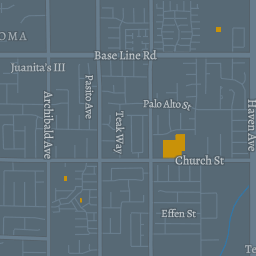 OMA
Base Line Rd
Juanita's III
Pasito Ave
Palo Alto St
Archibald Ave
Teak Way
Haven Ave
Church St
Effen St
Te